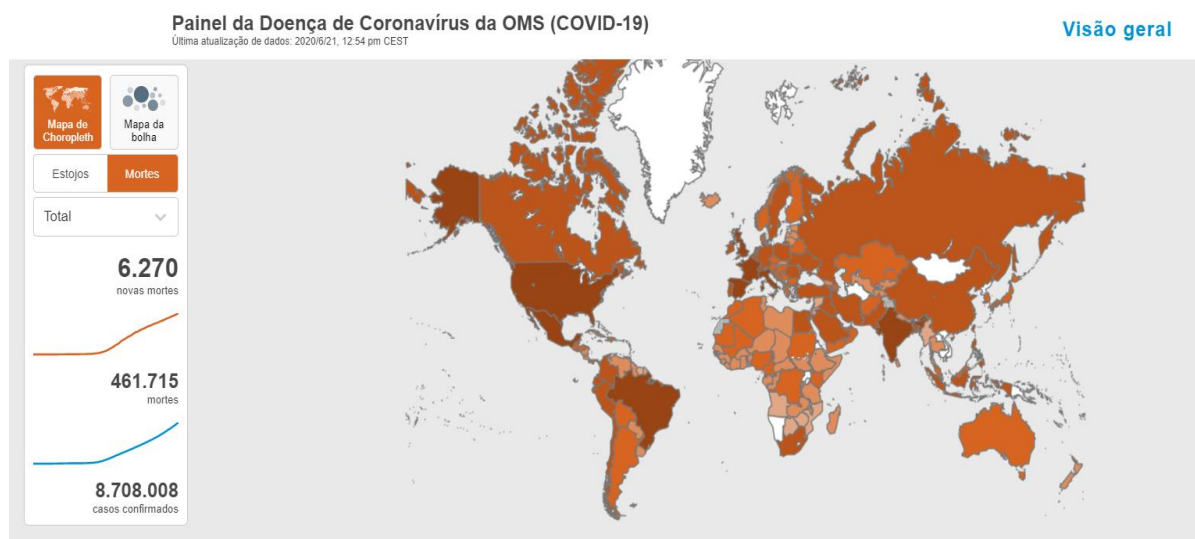 Painel da Doença de Coronavírus da OMS (COVID-19)
Última atualização de dados: 2020/6/21, 12:54 pm CEST
Visão geral
Mapa de
Choropleth
Mapa da
bolha
Estojos
Mortes
Total
6.270
novas mortes
461.715
mortes
8.708.008
casos confirmados